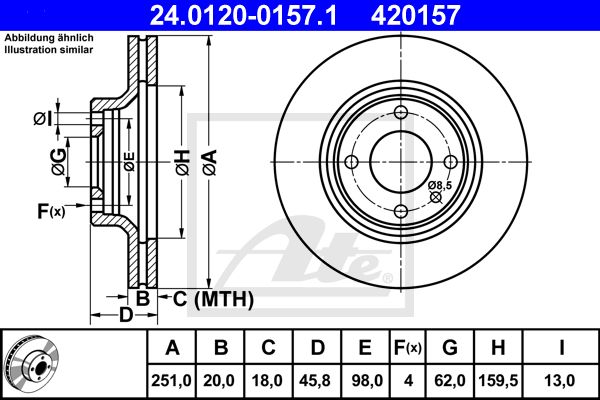 24.0120-0157.1 420157
Abbildung ähnlich
Illustration similar
ØI
ØG
ØE
ØH
ØA
F(x)
Ø8,5
B
C (MTH)
D
Ate
®
A B C D E F(x) G H I
251,0 20,0 18,0 45,8 98,0 4 62,0 159,5 13,0